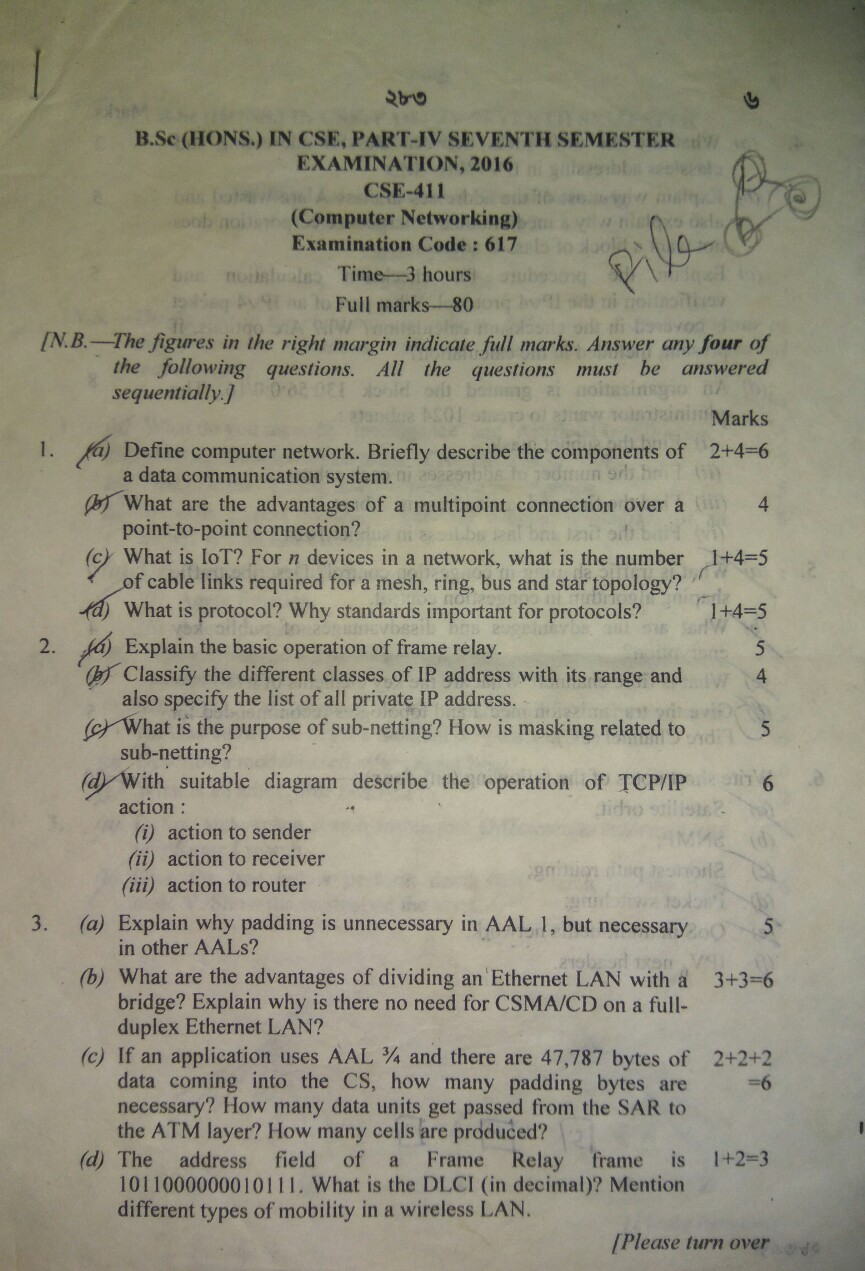 ২৮৩ ৬
B.Sc (HONS.) IN CSE, PART-IV SEVENTH SEMESTER
EXAMINATION, 2016
CSE-411
(Computer Networking)
Examination Code : 617
Time—3 hours
Full marks—80
[N.B.—The figures in the right margin indicate full marks. Answer any four of
the following questions. All the questions must be answered
sequentially.]
Marks
1. (a) Define computer network. Briefly describe the components of 2+4=6
a data communication system.
(b) What are the advantages of a multipoint connection over a 4
point-to-point connection?
(c) What is IoT? For n devices in a network, what is the number 1+4=5
of cable links required for a mesh, ring, bus and star topology?
(d) What is protocol? Why standards important for protocols? 1+4=5
2. (a) Explain the basic operation of frame relay. 5
(b) Classify the different classes of IP address with its range and 4
also specify the list of all private IP address.
(c) What is the purpose of sub-netting? How is masking related to 5
sub-netting?
(d) With suitable diagram describe the operation of TCP/IP 6
action :
(i) action to sender
(ii) action to receiver
(iii) action to router
3. (a) Explain why padding is unnecessary in AAL 1, but necessary 5
in other AALs?
(b) What are the advantages of dividing an Ethernet LAN with a 3+3=6
bridge? Explain why is there no need for CSMA/CD on a full-
duplex Ethernet LAN?
(c) If an application uses AAL ¾ and there are 47,787 bytes of 2+2+2
data coming into the CS, how many padding bytes are =6
necessary? How many data units get passed from the SAR to
the ATM layer? How many cells are produced?
(d) The address field of a Frame Relay frame is 1+2=3
1011000000010111. What is the DLCI (in decimal)? Mention
different types of mobility in a wireless LAN.
[Please turn over